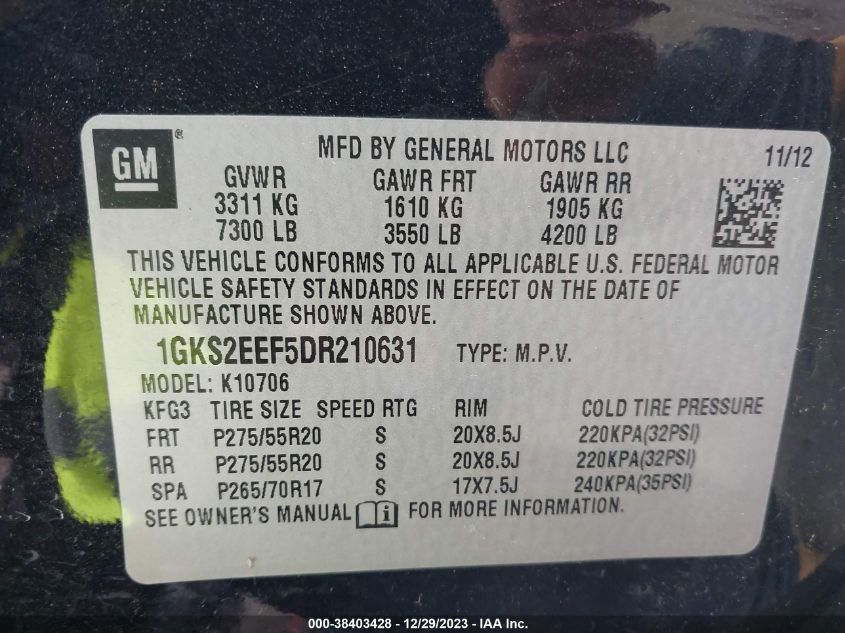 GM ®
MFD BY GENERAL MOTORS LLC 11/12
GVWR GAWR FRT GAWR RR
3311 KG 1610 KG 1905 KG
7300 LB 3550 LB 4200 LB
THIS VEHICLE CONFORMS TO ALL APPLICABLE U.S. FEDERAL MOTOR
VEHICLE SAFETY STANDARDS IN EFFECT ON THE DATE OF
MANUFACTURE SHOWN ABOVE.
1GKS2EEF5DR210631 TYPE: M.P.V.
MODEL: K10706
KFG3 TIRE SIZE SPEED RTG RIM COLD TIRE PRESSURE
FRT P275/55R20 S 20X8.5J 220KPA(32PSI)
RR P275/55R20 S 20X8.5J 220KPA(32PSI)
SPA P265/70R17 S 17X7.5J 240KPA(35PSI)
SEE OWNER'S MANUAL i FOR MORE INFORMATION.
000-38403428 - 12/29/2023 - IAA Inc.